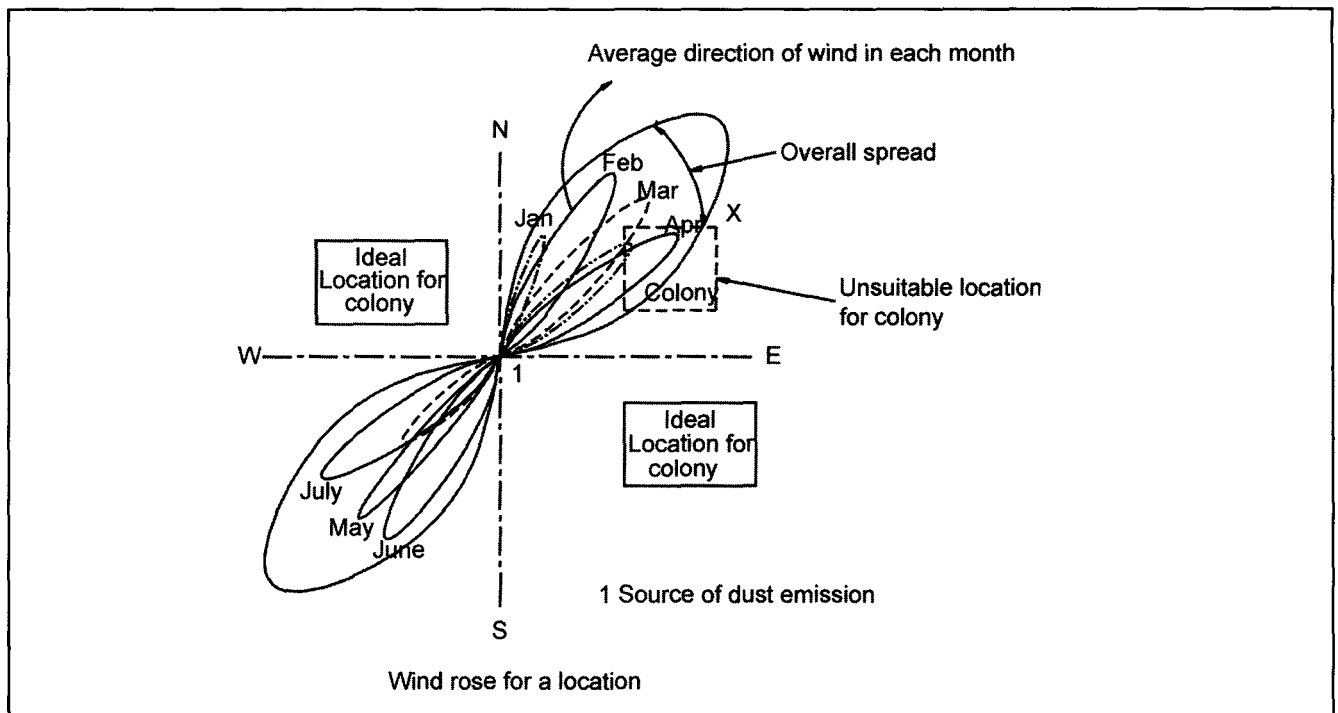 Average direction of wind in each month
N
Overall spread
Feb
Mar
X
Jan
Apr
Ideal
Location for
colony
Colony
Unsuitable location
for colony
W
E
1
Ideal
Location for
colony
July
May
June
1 Source of dust emission
S
Wind rose for a location